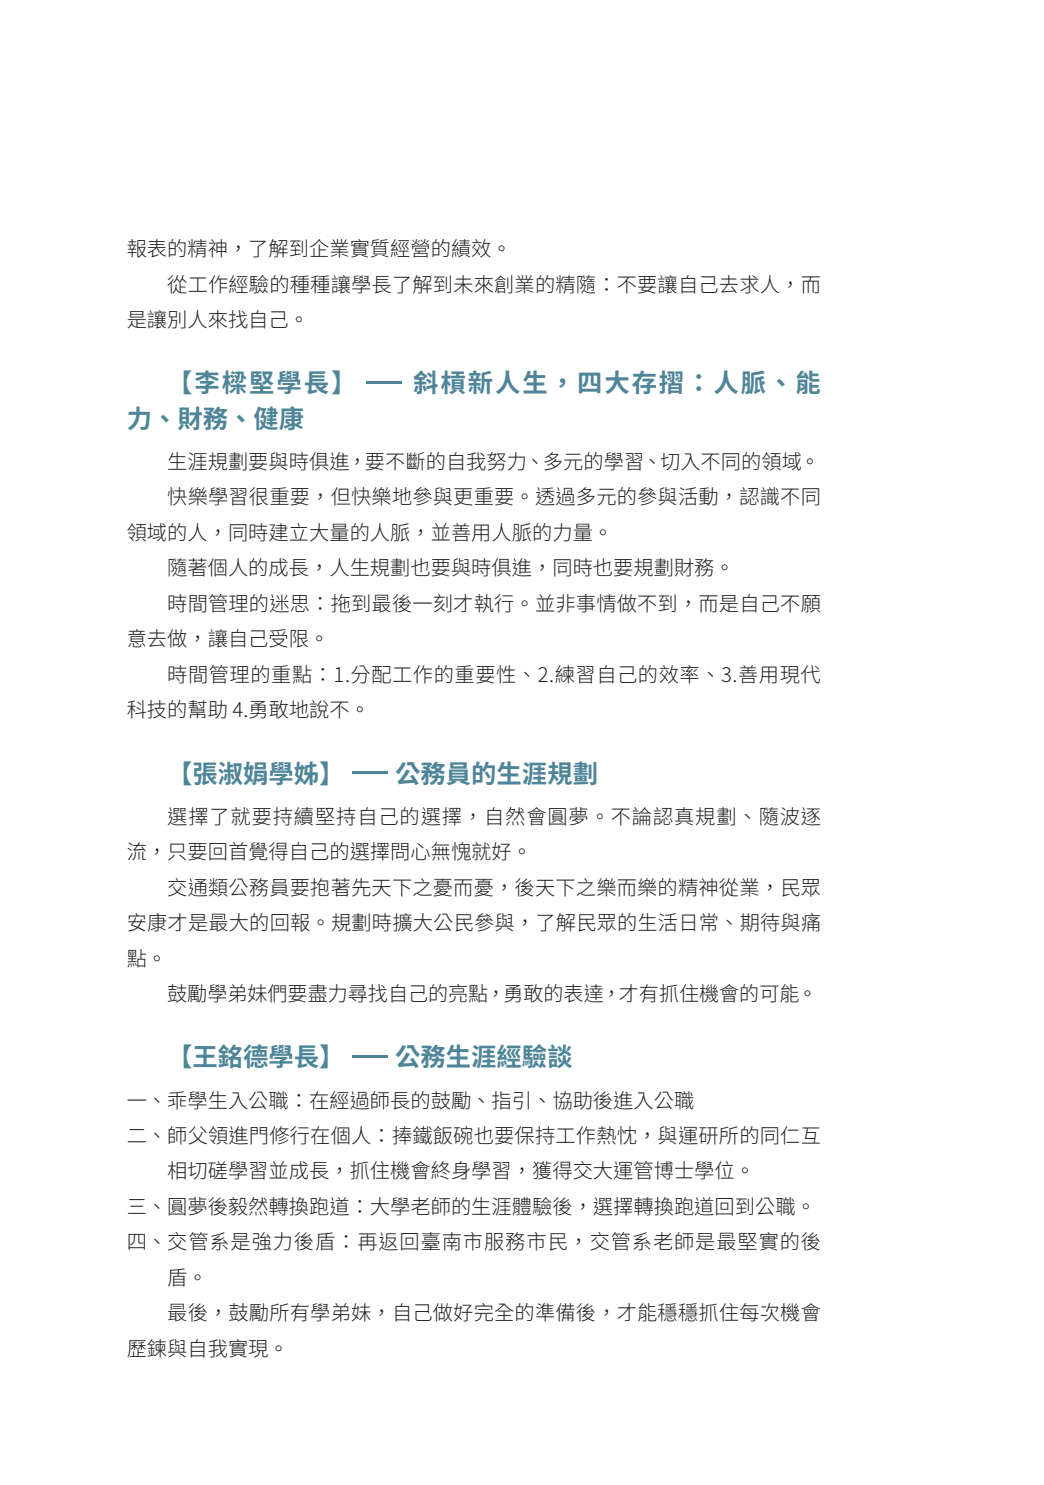 報表的精神，了解到企業實質經營的績效。
從工作經驗的種種讓學長了解到未來創業的精隨：不要讓自己去求人，而
是讓別人來找自己。
【李樑堅學長】 —— 斜槓新人生，四大存摺：人脈、能
力、財務、健康
生涯規劃要與時俱進，要不斷的自我努力、多元的學習、切入不同的領域。
快樂學習很重要，但快樂地參與更重要。透過多元的參與活動，認識不同
領域的人，同時建立大量的人脈，並善用人脈的力量。
隨著個人的成長，人生規劃也要與時俱進，同時也要規劃財務。
時間管理的迷思：拖到最後一刻才執行。並非事情做不到，而是自己不願
意去做，讓自己受限。
時間管理的重點：1.分配工作的重要性、2.練習自己的效率、3.善用現代
科技的幫助 4.勇敢地說不。
【張淑娟學姊】 —— 公務員的生涯規劃
選擇了就要持續堅持自己的選擇，自然會圓夢。不論認真規劃、隨波逐
流，只要回首覺得自己的選擇問心無愧就好。
交通類公務員要抱著先天下之憂而憂，後天下之樂而樂的精神從業，民眾
安康才是最大的回報。規劃時擴大公民參與，了解民眾的生活日常、期待與痛
點。
鼓勵學弟妹們要盡力尋找自己的亮點，勇敢的表達，才有抓住機會的可能。
【王銘德學長】 —— 公務生涯經驗談
一、乖學生入公職：在經過師長的鼓勵、指引、協助後進入公職
二、師父領進門修行在個人：捧鐵飯碗也要保持工作熱忱，與運研所的同仁互
相切磋學習並成長，抓住機會終身學習，獲得交大運管博士學位。
三、圓夢後毅然轉換跑道：大學老師的生涯體驗後，選擇轉換跑道回到公職。
四、交管系是強力後盾：再返回臺南市服務市民，交管系老師是最堅實的後
盾。
最後，鼓勵所有學弟妹，自己做好完全的準備後，才能穩穩抓住每次機會
歷鍊與自我實現。